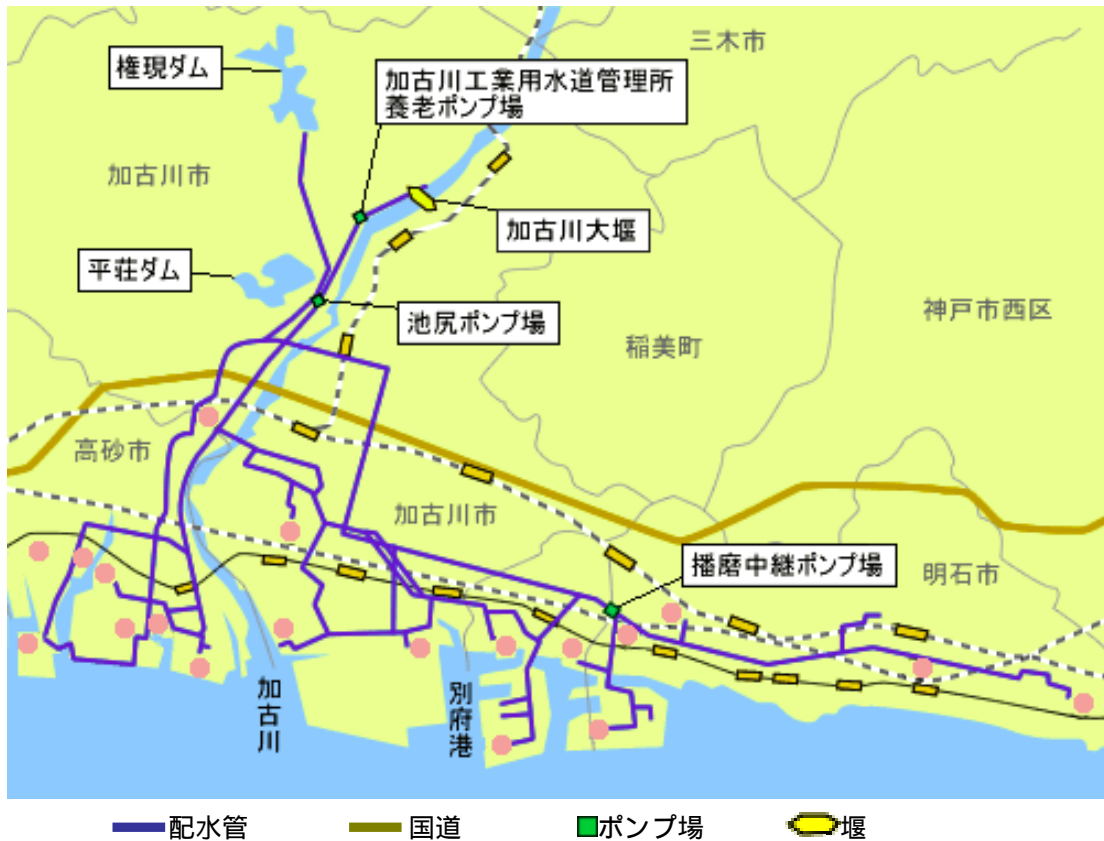 三木市
権現ダム
加古川工業用水道管理所
養老ポンプ場
加古川市
加古川大堰
平荘ダム
池尻ポンプ場
神戸市西区
稲美町
高砂市
加古川市
播磨中継ポンプ場
明石市
加古川
別府港
配水管
国道
ポンプ場
堰